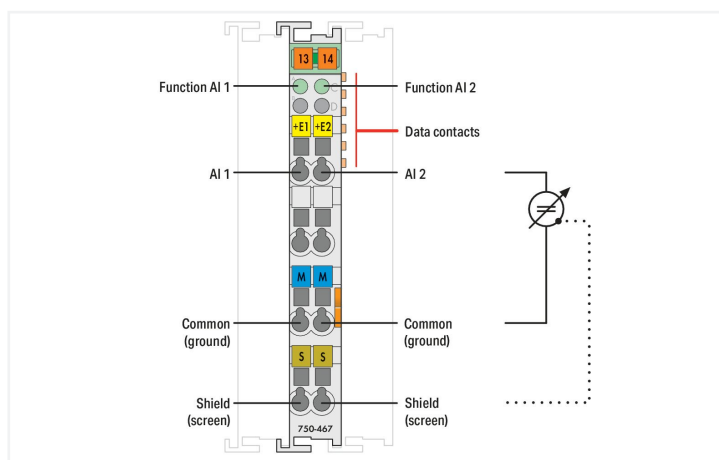 13 14
Function AI 1
C
Function AI 2
D
Data contacts
+E1 +E2
AI 1
AI 2
M M
Common
(ground)
Common
(ground)
S S
Shield
(screen)
Shield
(screen)
750-467